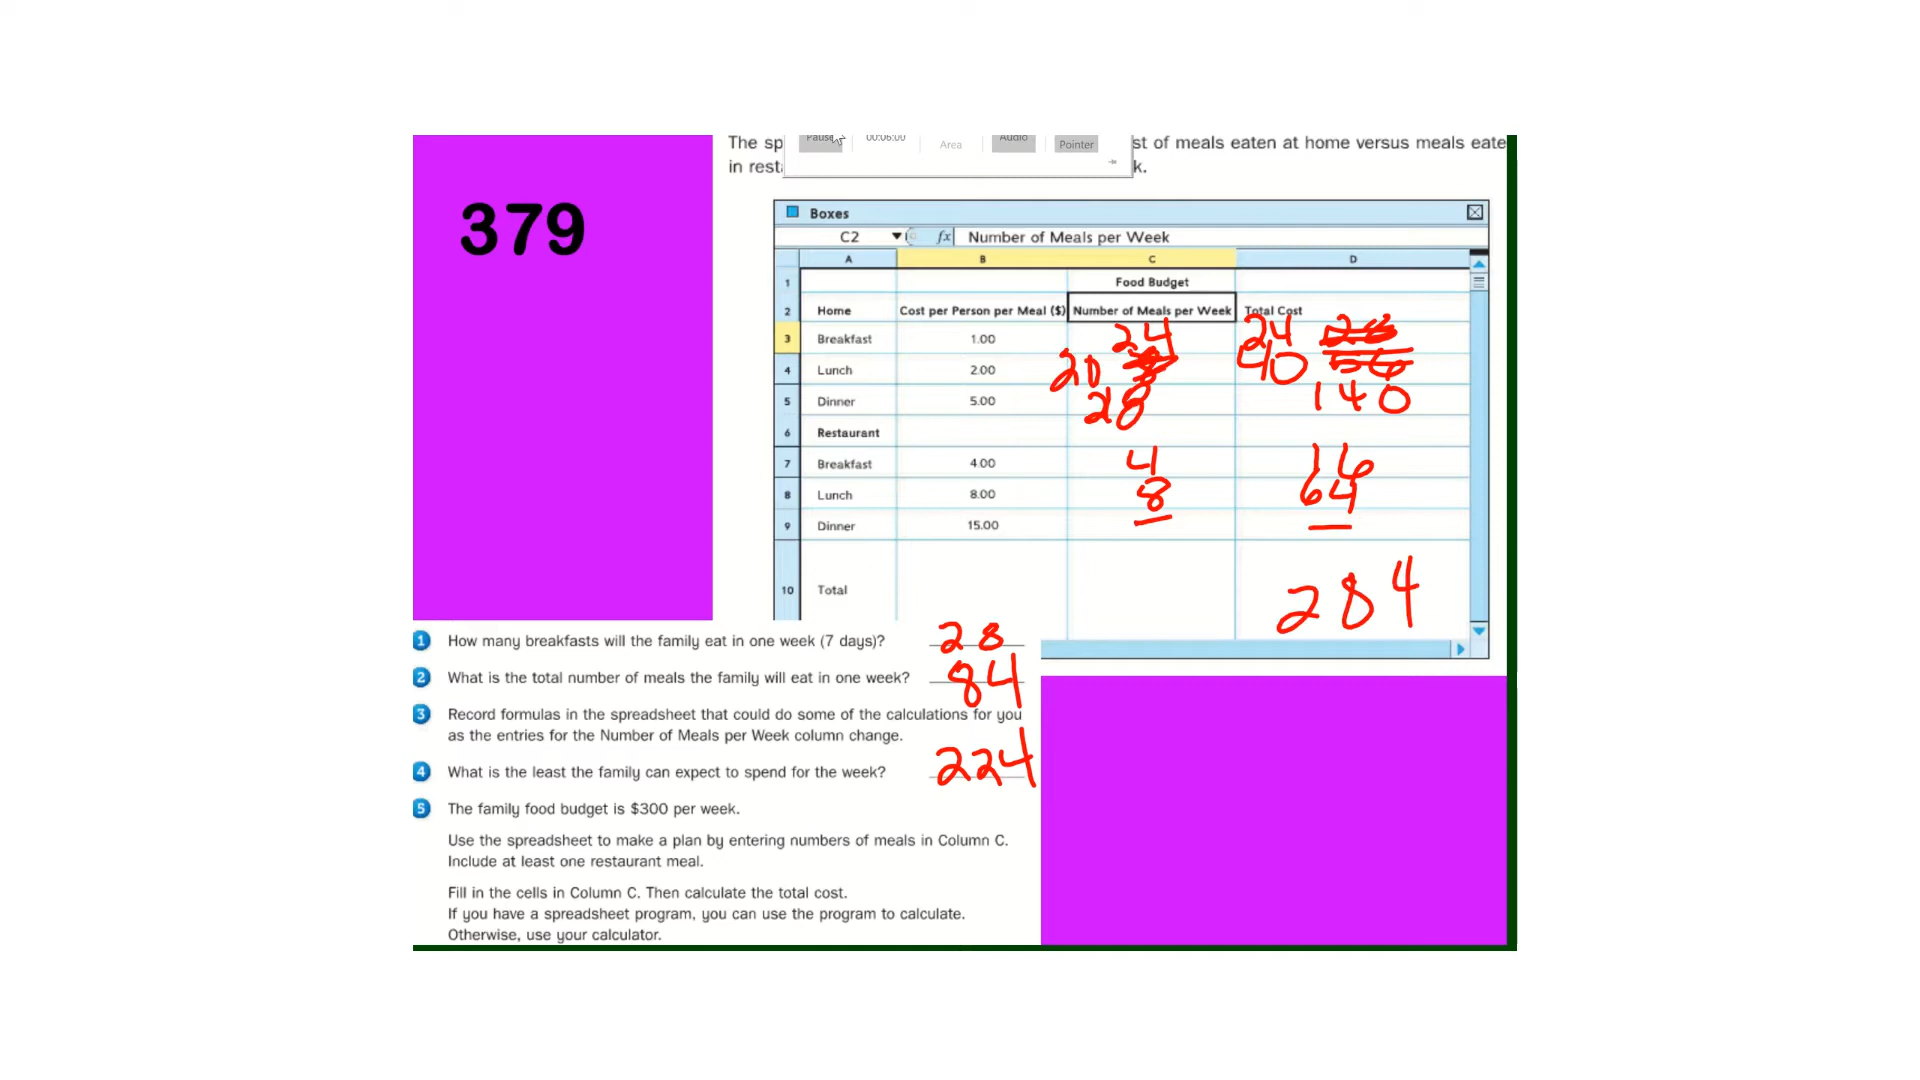 Pause 00:06:00 Area Audio Pointer
The sp st of meals eaten at home versus meals eate
in rest k.
379
Boxes
C2 fx Number of Meals per Week
A B C D
1 Food Budget
2 Home Cost per Person per Meal ($) Number of Meals per Week Total Cost
3 Breakfast 1.00 24 24
4 Lunch 2.00 20 40
5 Dinner 5.00 28 140
6 Restaurant
7 Breakfast 4.00 4 16
8 Lunch 8.00 8 64
9 Dinner 15.00 — —
10 Total 284
1 How many breakfasts will the family eat in one week (7 days)? 28
2 What is the total number of meals the family will eat in one week? 84
3 Record formulas in the spreadsheet that could do some of the calculations for you
as the entries for the Number of Meals per Week column change.
4 What is the least the family can expect to spend for the week? 224
5 The family food budget is $300 per week.
Use the spreadsheet to make a plan by entering numbers of meals in Column C.
Include at least one restaurant meal.
Fill in the cells in Column C. Then calculate the total cost.
If you have a spreadsheet program, you can use the program to calculate.
Otherwise, use your calculator.